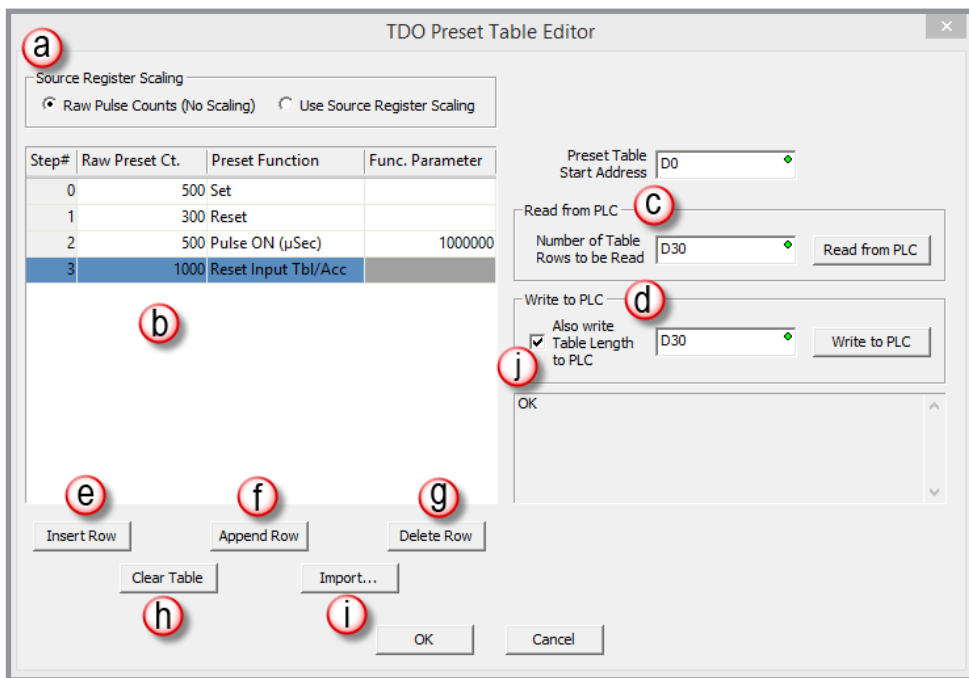 TDO Preset Table Editor
a
Source Register Scaling
Raw Pulse Counts (No Scaling) Use Source Register Scaling
Step# Raw Preset Ct. Preset Function Func. Parameter
0 500 Set
1 300 Reset
2 500 Pulse ON (µSec) 1000000
3 1000 Reset Input Tbl/Acc
b
Preset Table
Start Address
D0
Read from PLC
c
Number of Table
Rows to be Read
D30
Read from PLC
Write to PLC
d
Also write
Table Length
to PLC
D30
Write to PLC
j
OK
e
f
g
Insert Row
Append Row
Delete Row
Clear Table
Import...
h
i
OK
Cancel